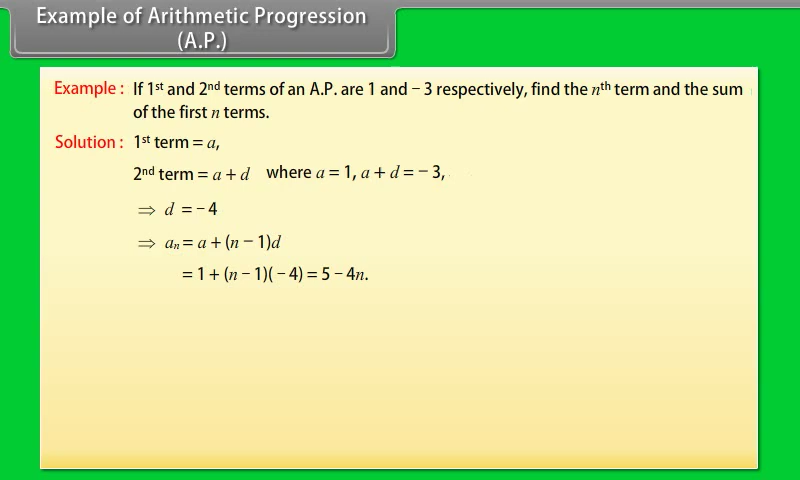 Example of Arithmetic Progression
(A.P.)
Example : If 1st and 2nd terms of an A.P. are 1 and – 3 respectively, find the nth term and the sum
of the first n terms.
Solution : 1st term = a,
2nd term = a + d where a = 1, a + d = – 3,
⇒ d = – 4
⇒ aₙ = a + (n – 1)d
= 1 + (n – 1)( – 4) = 5 – 4n.